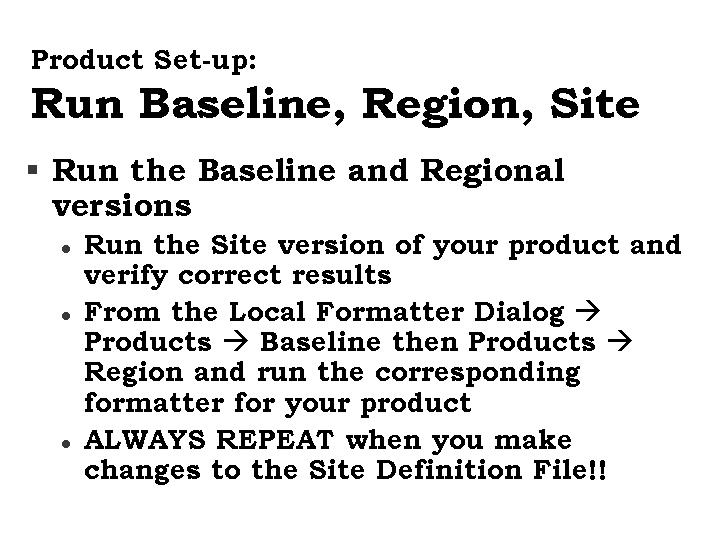 Product Set-up:
Run Baseline, Region, Site
▪ Run the Baseline and Regional
versions
● Run the Site version of your product and
verify correct results
● From the Local Formatter Dialog →
Products → Baseline then Products →
Region and run the corresponding
formatter for your product
● ALWAYS REPEAT when you make
changes to the Site Definition File!!